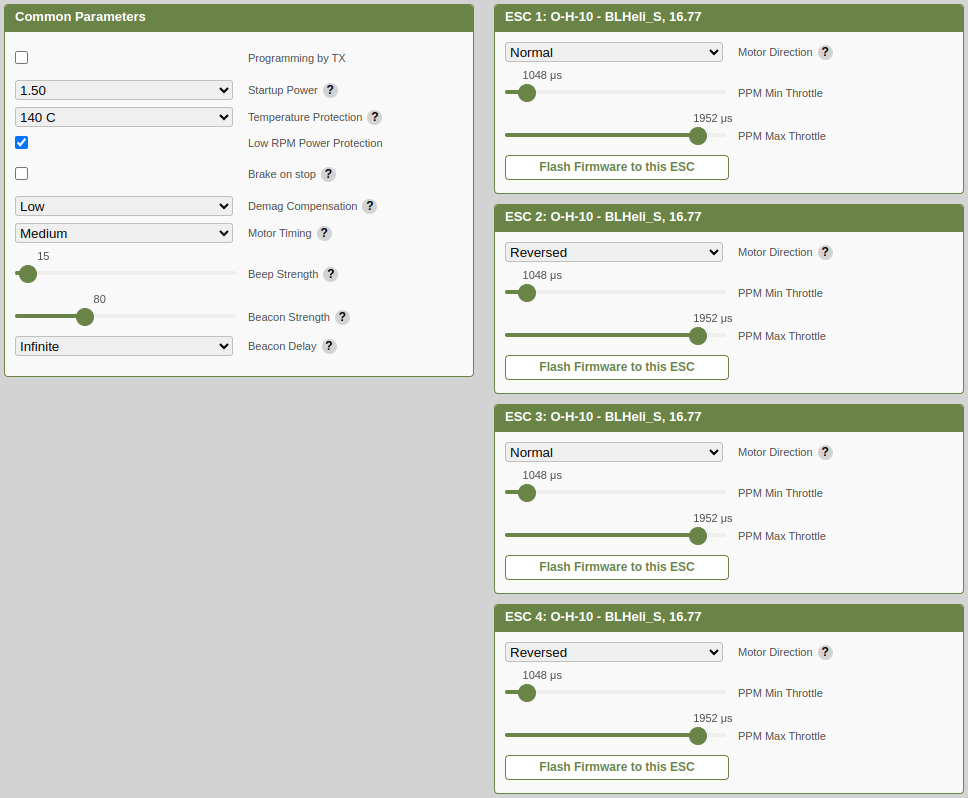 Common Parameters
Programming by TX
1.50 Startup Power ?
140 C Temperature Protection ?
Low RPM Power Protection
Brake on stop ?
Low Demag Compensation ?
Medium Motor Timing ?
15
Beep Strength ?
80
Beacon Strength ?
Infinite Beacon Delay ?
ESC 1: O-H-10 - BLHeli_S, 16.77
Normal Motor Direction ?
1048 μs
PPM Min Throttle
1952 μs
PPM Max Throttle
Flash Firmware to this ESC
ESC 2: O-H-10 - BLHeli_S, 16.77
Reversed Motor Direction ?
1048 μs
PPM Min Throttle
1952 μs
PPM Max Throttle
Flash Firmware to this ESC
ESC 3: O-H-10 - BLHeli_S, 16.77
Normal Motor Direction ?
1048 μs
PPM Min Throttle
1952 μs
PPM Max Throttle
Flash Firmware to this ESC
ESC 4: O-H-10 - BLHeli_S, 16.77
Reversed Motor Direction ?
1048 μs
PPM Min Throttle
1952 μs
PPM Max Throttle
Flash Firmware to this ESC